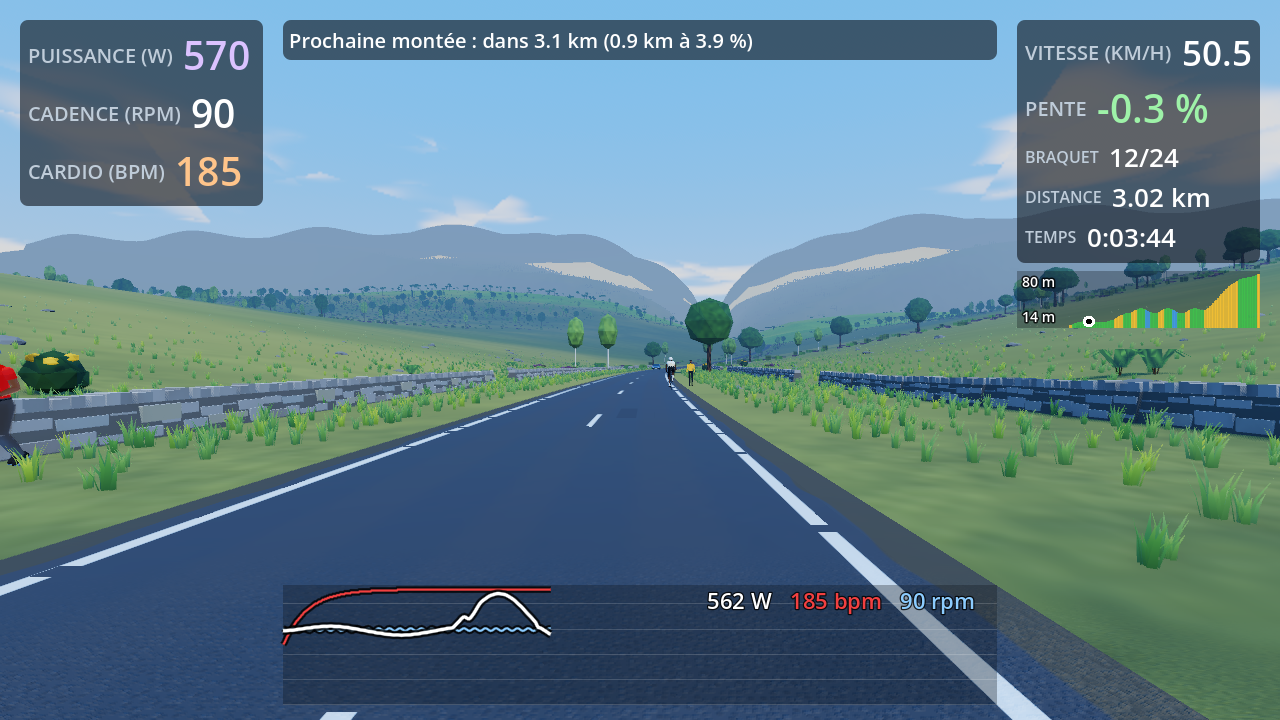 PUISSANCE (W) 570
CADENCE (RPM) 90
CARDIO (BPM) 185
Prochaine montée : dans 3.1 km (0.9 km à 3.9 %)
VITESSE (KM/H) 50.5
PENTE -0.3 %
BRAQUET 12/24
DISTANCE 3.02 km
TEMPS 0:03:44
80 m
14 m
562 W 185 bpm 90 rpm